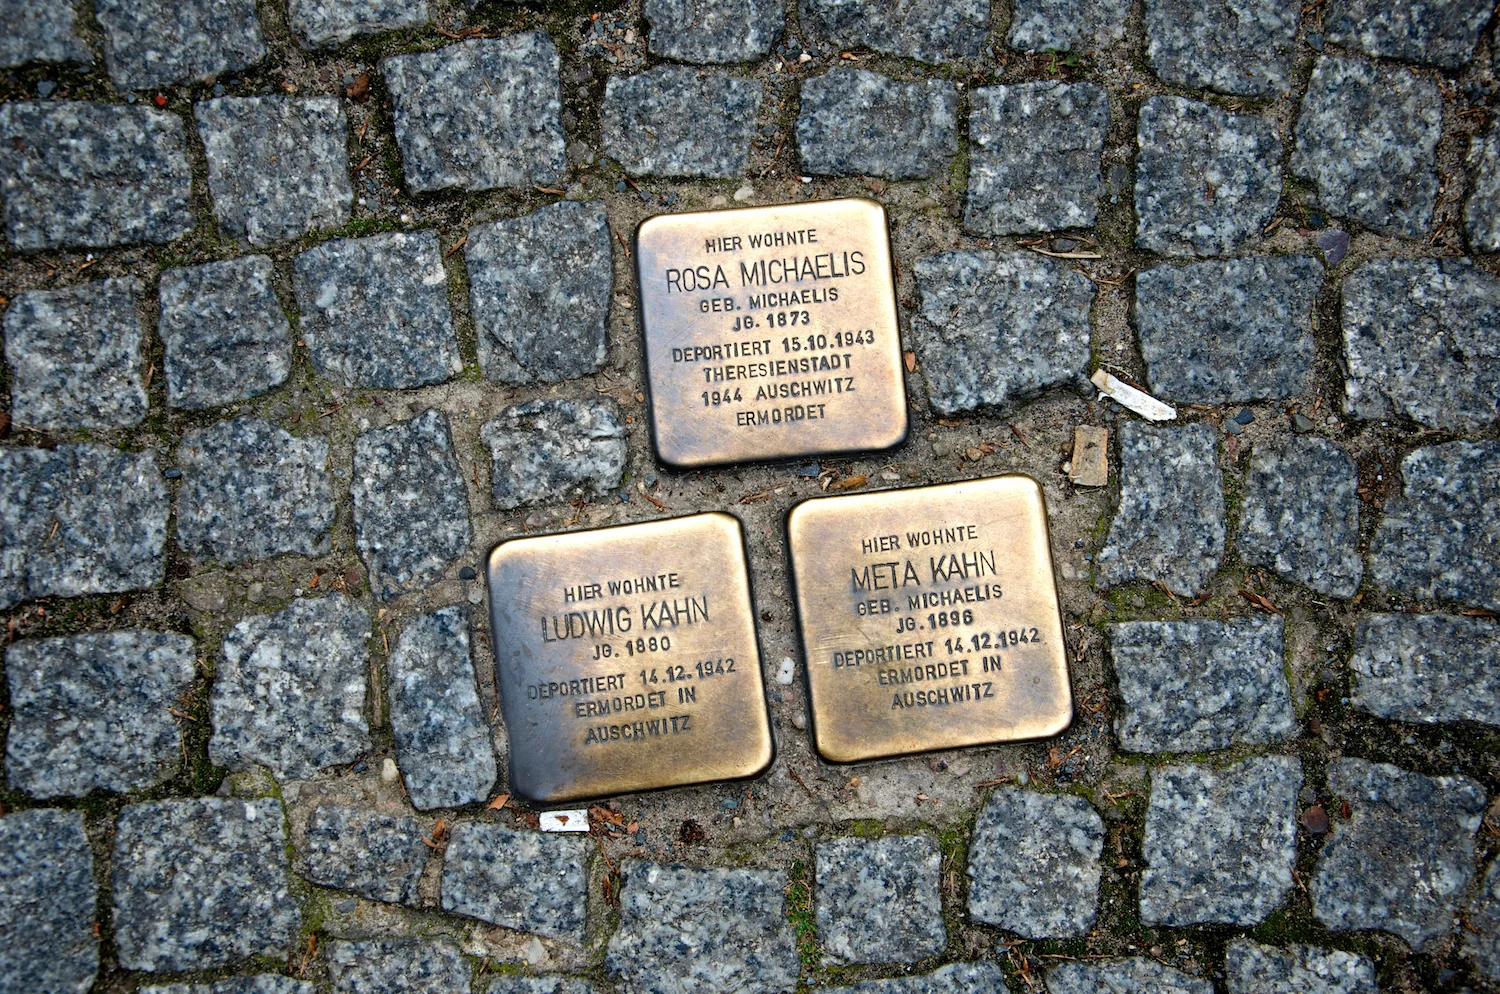 HIER WOHNTE
ROSA MICHAELIS
GEB. MICHAELIS
JG. 1873
DEPORTIERT 15.10.1943
THERESIENSTADT
1944 AUSCHWITZ
ERMORDET
HIER WOHNTE
LUDWIG KAHN
JG. 1880
DEPORTIERT 14.12.1942
ERMORDET IN
AUSCHWITZ
HIER WOHNTE
META KAHN
GEB. MICHAELIS
JG. 1896
DEPORTIERT 14.12.1942
ERMORDET IN
AUSCHWITZ